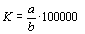 K = a/b · 100000